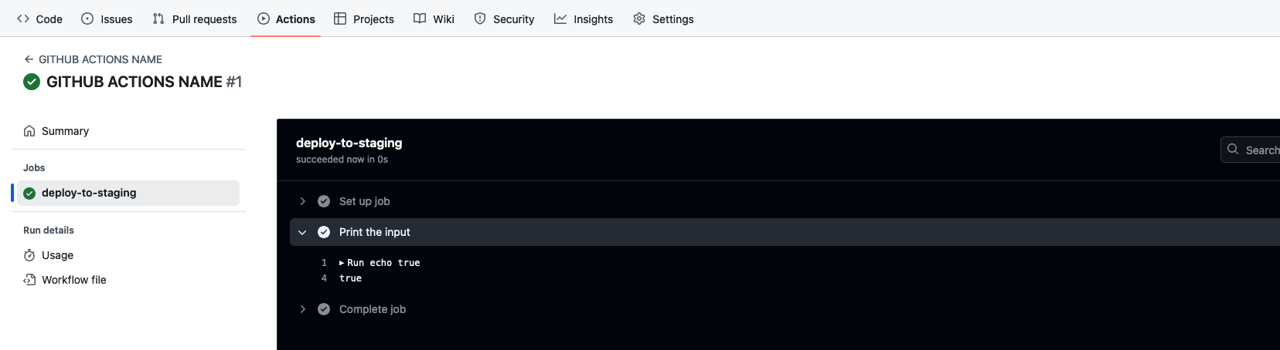 Code Issues Pull requests Actions Projects Wiki Security Insights Settings
GITHUB ACTIONS NAME
GITHUB ACTIONS NAME #1
Summary
Jobs
deploy-to-staging
Run details
Usage
Workflow file
deploy-to-staging
succeeded now in 0s
Search
Set up job
Print the input
1 Run echo true
4 true
Complete job